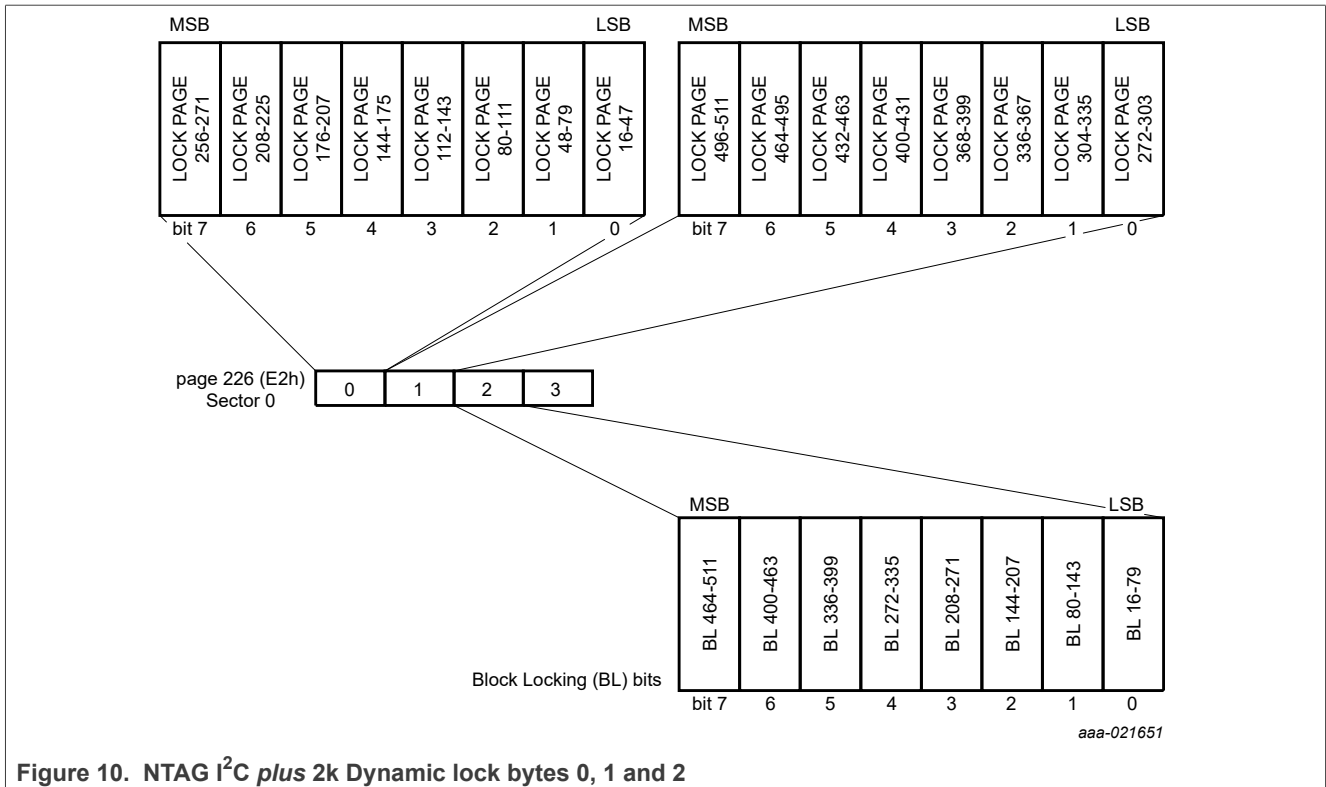 MSB LSB MSB LSB
LOCK PAGE 256-271
LOCK PAGE 208-225
LOCK PAGE 176-207
LOCK PAGE 144-175
LOCK PAGE 112-143
LOCK PAGE 80-111
LOCK PAGE 48-79
LOCK PAGE 16-47
LOCK PAGE 496-511
LOCK PAGE 464-495
LOCK PAGE 432-463
LOCK PAGE 400-431
LOCK PAGE 368-399
LOCK PAGE 336-367
LOCK PAGE 304-335
LOCK PAGE 272-303
bit 7 6 5 4 3 2 1 0 bit 7 6 5 4 3 2 1 0
page 226 (E2h)
Sector 0
0 1 2 3
MSB LSB
BL 464-511
BL 400-463
BL 336-399
BL 272-335
BL 208-271
BL 144-207
BL 80-143
BL 16-79
Block Locking (BL) bits
bit 7 6 5 4 3 2 1 0
aaa-021651
Figure 10. NTAG I²C plus 2k Dynamic lock bytes 0, 1 and 2